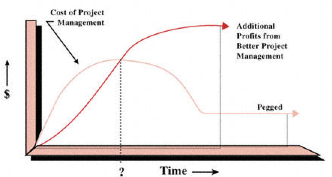 Cost of Project
Management
Additional
Profits from
Better Project
Management
$
Pegged
?
Time